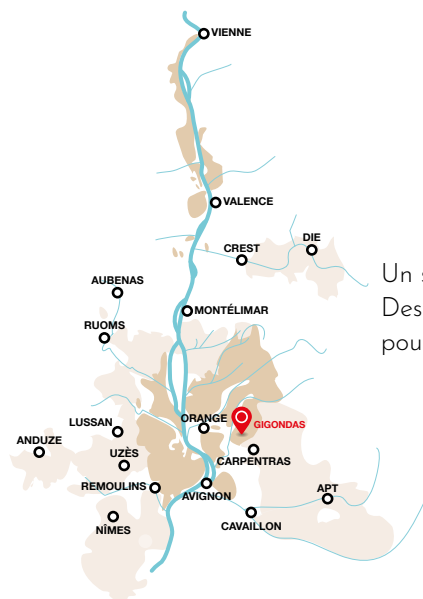 VIENNE
VALENCE
DIE
CREST
AUBENAS
MONTÉLIMAR
RUOMS
ORANGE
GIGONDAS
LUSSAN
ANDUZE
UZÈS
CARPENTRAS
REMOULINS
AVIGNON
APT
NÎMES
CAVAILLON
Un
Des
pou